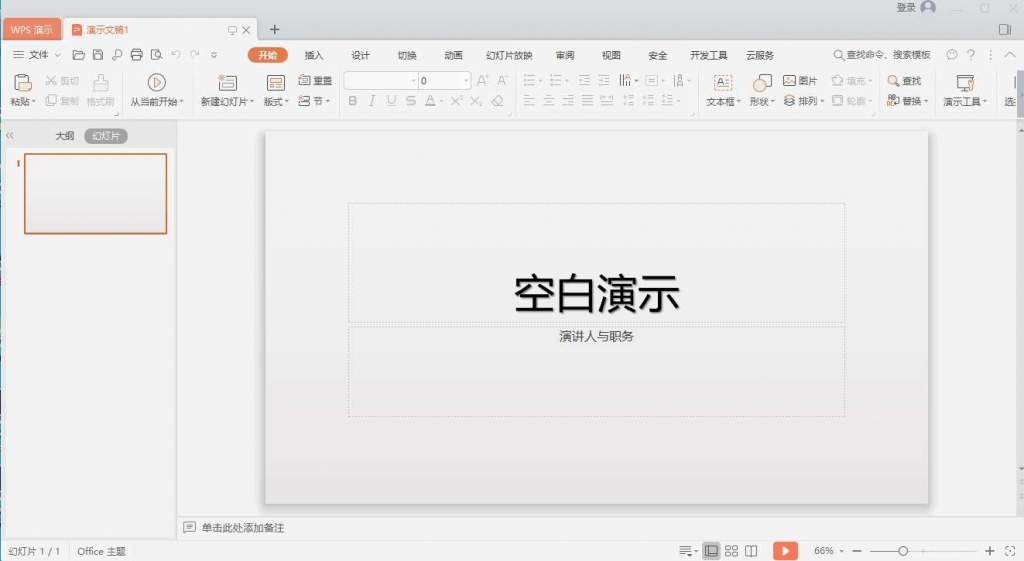 登录
WPS 演示 演示文稿1
文件 开始 插入 设计 切换 动画 幻灯片放映 审阅 视图 安全 开发工具 云服务 查找命令、搜索模板
粘贴 剪切 复制 格式刷 从当前开始 新建幻灯片 版式 重置 节 0 B I U S A X² X₂ 文本框 形状 图片 排列 填充 轮廓 查找 替换 演示工具 选
大纲 幻灯片
1
空白演示
演讲人与职务
单击此处添加备注
幻灯片 1 / 1 Office 主题 66%